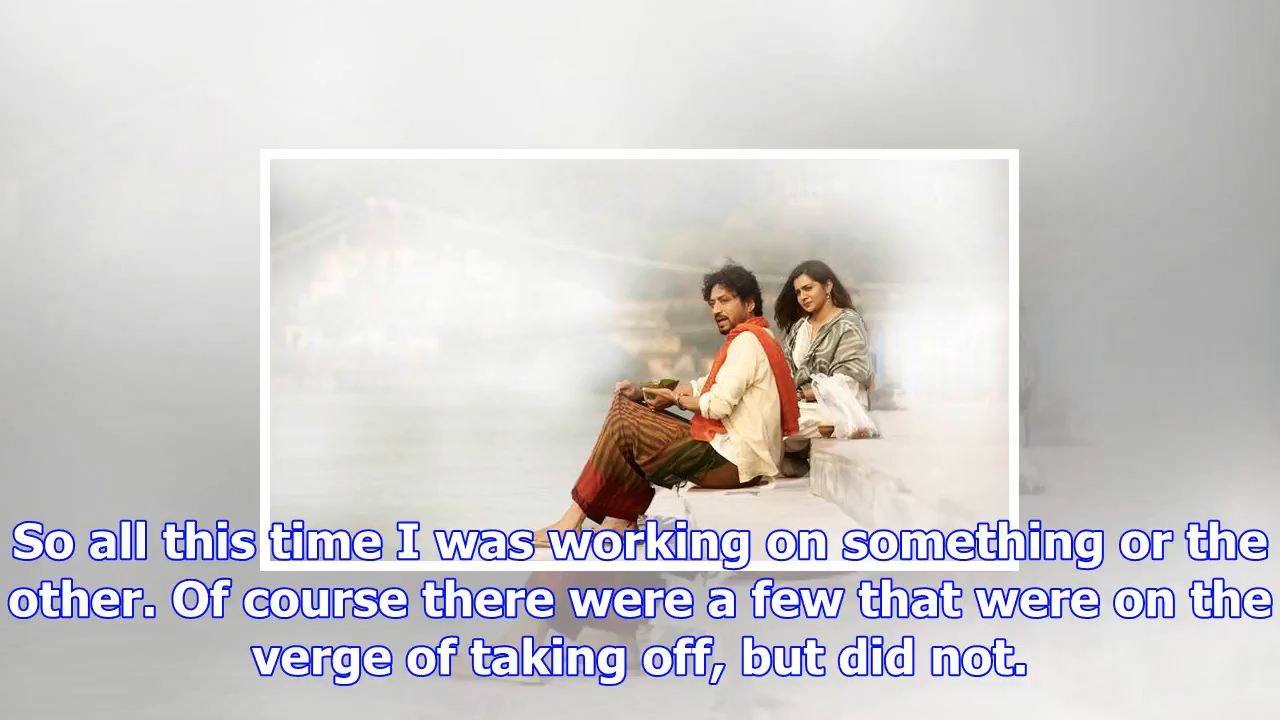 So all this time I was working on something or the
other. Of course there were a few that were on the
verge of taking off, but did not.